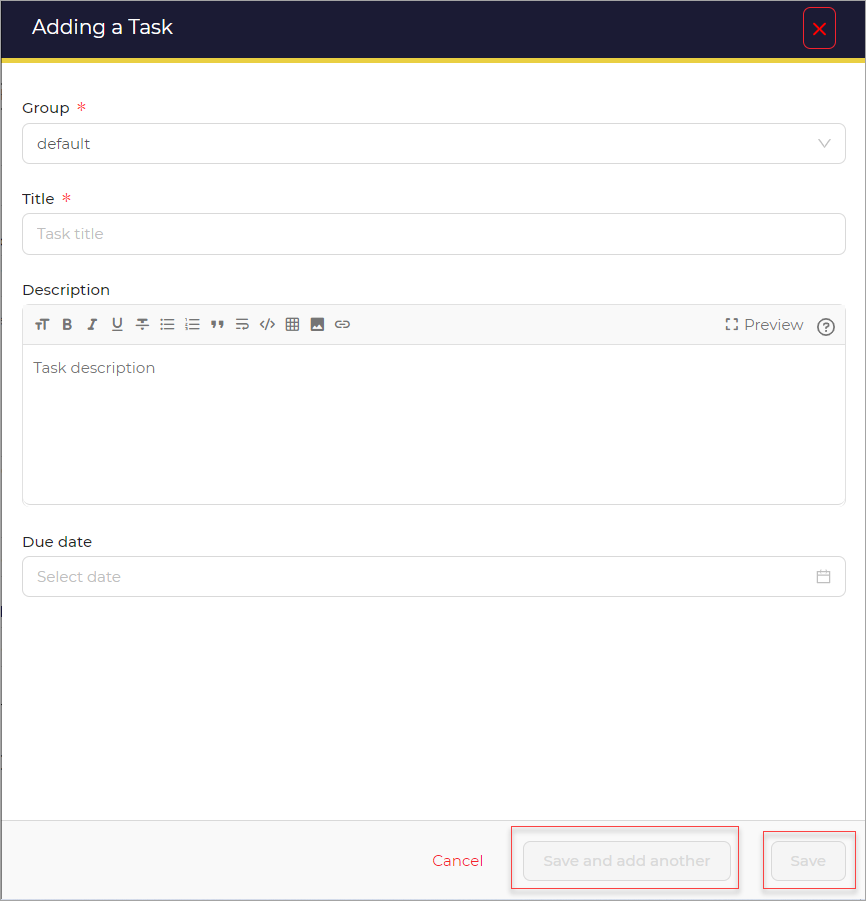 Adding a Task
Group *
default
Title *
Task title
Description
Preview
Task description
Due date
Select date
Cancel
Save and add another
Save